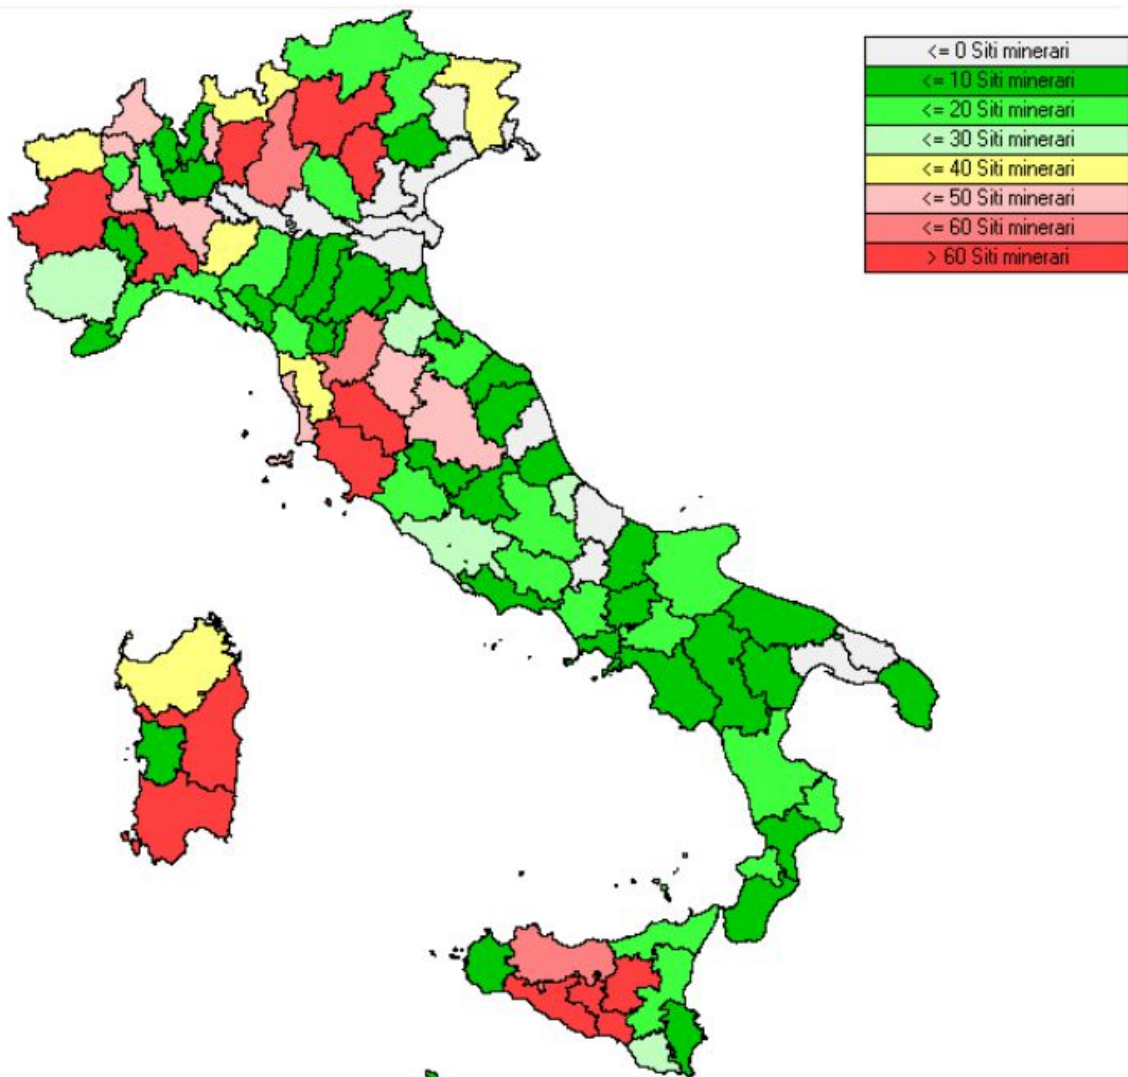 <= 0 Siti minerari
<= 10 Siti minerari
<= 20 Siti minerari
<= 30 Siti minerari
<= 40 Siti minerari
<= 50 Siti minerari
<= 60 Siti minerari
> 60 Siti minerari